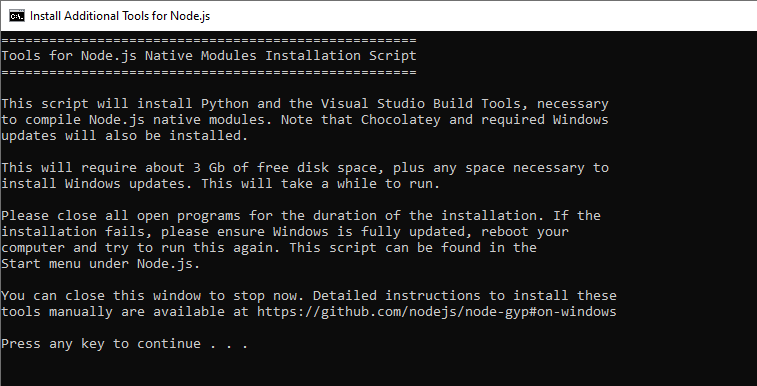 Install Additional Tools for Node.js
====================================================
Tools for Node.js Native Modules Installation Script
====================================================
This script will install Python and the Visual Studio Build Tools, necessary
to compile Node.js native modules. Note that Chocolatey and required Windows
updates will also be installed.
This will require about 3 Gb of free disk space, plus any space necessary to
install Windows updates. This will take a while to run.
Please close all open programs for the duration of the installation. If the
installation fails, please ensure Windows is fully updated, reboot your
computer and try to run this again. This script can be found in the
Start menu under Node.js.
You can close this window to stop now. Detailed instructions to install these
tools manually are available at https://github.com/nodejs/node-gyp#on-windows
Press any key to continue . . .